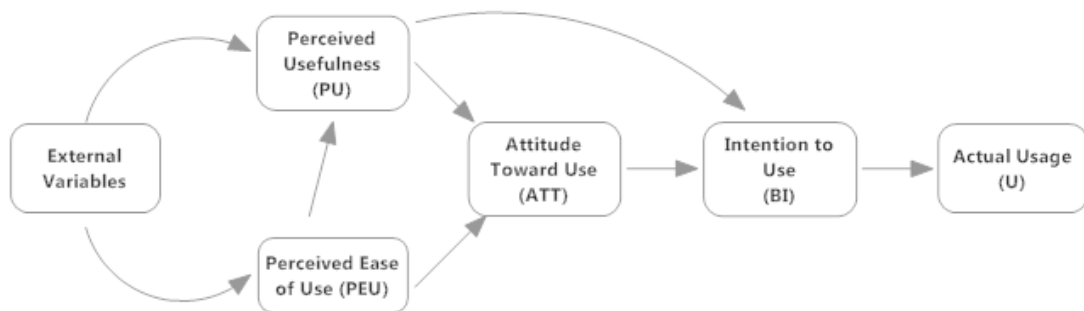 External
Variables
Perceived
Usefulness
(PU)
Perceived Ease
of Use (PEU)
Attitude
Toward Use
(ATT)
Intention to
Use
(BI)
Actual Usage
(U)